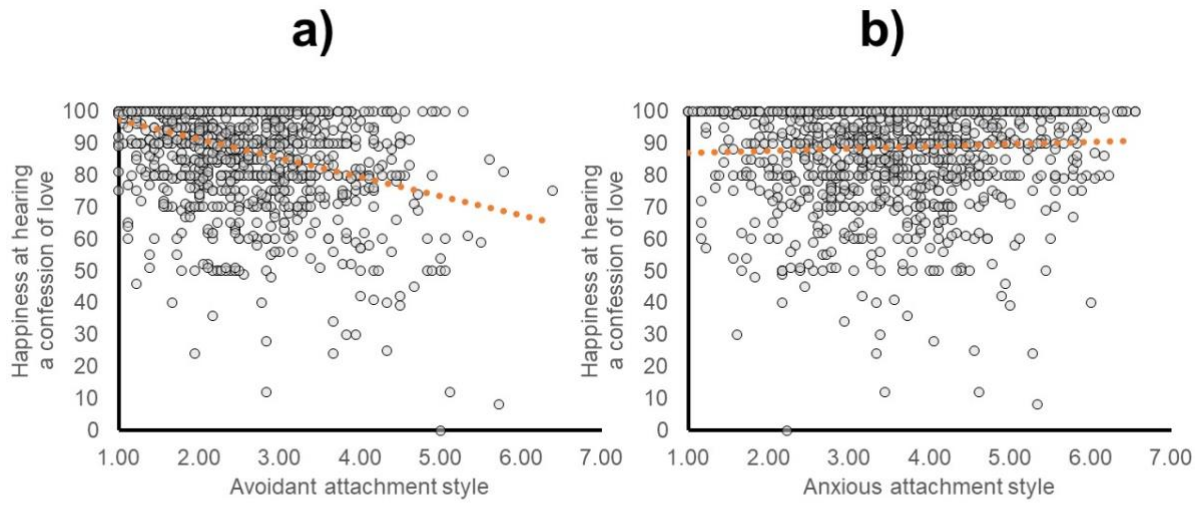 a)
b)
Happiness at hearing
a confession of love
100
90
80
70
60
50
40
30
20
10
0
1.00 2.00 3.00 4.00 5.00 6.00 7.00
Avoidant attachment style
Happiness at hearing
a confession of love
100
90
80
70
60
50
40
30
20
10
0
1.00 2.00 3.00 4.00 5.00 6.00 7.00
Anxious attachment style